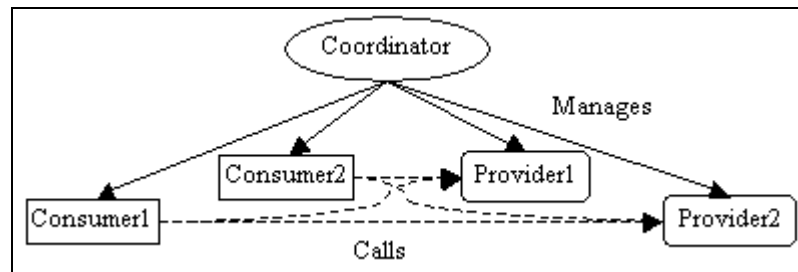 Coordinator
Manages
Consumer2
Provider1
Consumer1
Provider2
Calls